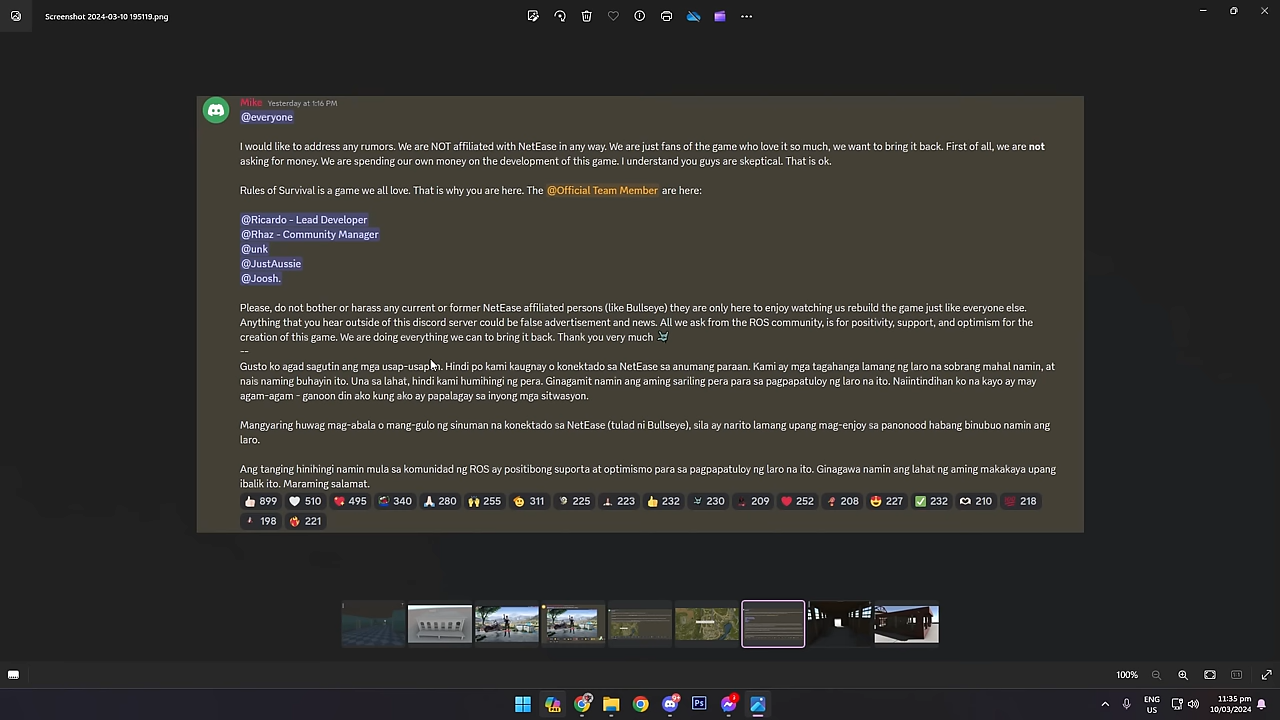 Screenshot 2024-03-10 195119.png
Mike Yesterday at 1:16 PM
@everyone
I would like to address any rumors. We are NOT affiliated with NetEase in any way. We are just fans of the game who love it so much, we want to bring it back. First of all, we are not
asking for money. We are spending our own money on the development of this game. I understand you guys are skeptical. That is ok.
Rules of Survival is a game we all love. That is why you are here. The @Official Team Member are here:
@Ricardo - Lead Developer
@Rhaz - Community Manager
@unk
@JustAussie
@Joosh.
Please, do not bother or harass any current or former NetEase affiliated persons (like Bullseye) they are only here to enjoy watching us rebuild the game just like everyone else.
Anything that you hear outside of this discord server could be false advertisement and news. All we ask from the ROS community, is for positivity, support, and optimism for the
creation of this game. We are doing everything we can to bring it back. Thank you very much
--
Gusto ko agad sagutin ang mga usap-usapin. Hindi po kami kaugnay o konektado sa NetEase sa anumang paraan. Kami ay mga tagahanga lamang ng laro na sobrang mahal namin, at
nais naming buhayin ito. Una sa lahat, hindi kami humihingi ng pera. Ginagamit namin ang aming sariling pera para sa pagpapatuloy ng laro na ito. Naiintindihan ko na kayo ay may
agam-agam - ganoon din ako kung ako ay papalagay sa inyong mga sitwasyon.
Mangyaring huwag mag-abala o mang-gulo ng sinuman na konektado sa NetEase (tulad ni Bullseye), sila ay narito lamang upang mag-enjoy sa panonood habang binubuo namin ang
laro.
Ang tanging hinihingi namin mula sa komunidad ng ROS ay positibong suporta at optimismo para sa pagpapatuloy ng laro na ito. Ginagawa namin ang lahat ng aming makakaya upang
ibalik ito. Maraming salamat.
899 510 495 340 280 255 311 225 223 232 230 209 252 208 227 232 210 218
198 221
100%
ENG
US
11:35 pm
10/03/2024